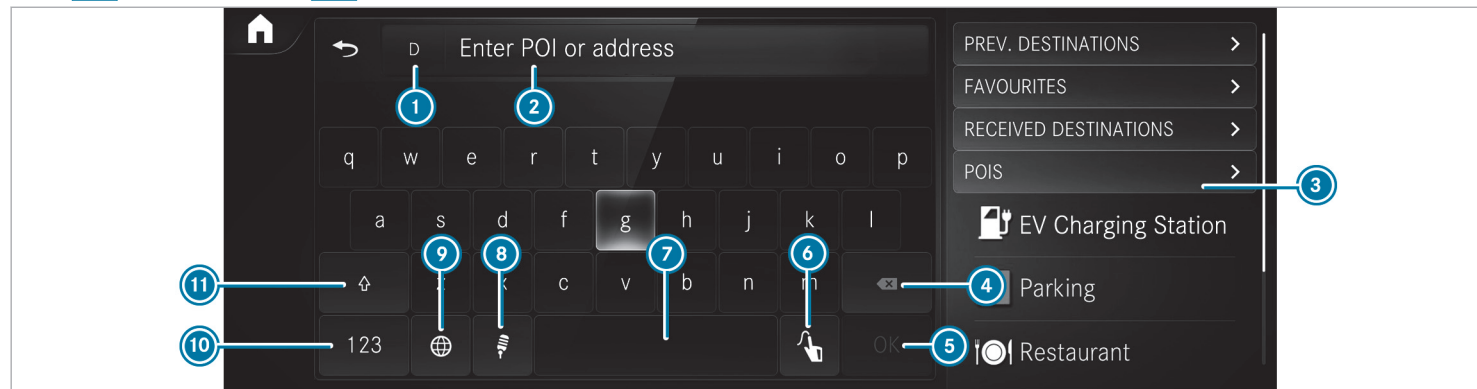 D Enter POI or address
1
2
q w e r t y u i o p
a s d f g h j k l
9
8
7
6
11
z x c v b n m
4
10
123
OK
5
PREV. DESTINATIONS
FAVOURITES
RECEIVED DESTINATIONS
POIS
3
EV Charging Station
Parking
Restaurant